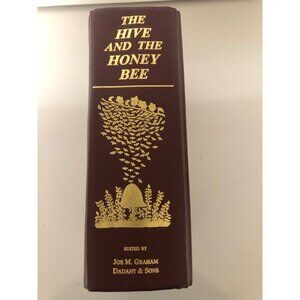 THE
HIVE
AND THE
HONEY
BEE
EDITED BY
JOE M. GRAHAM
DADANT & SONS